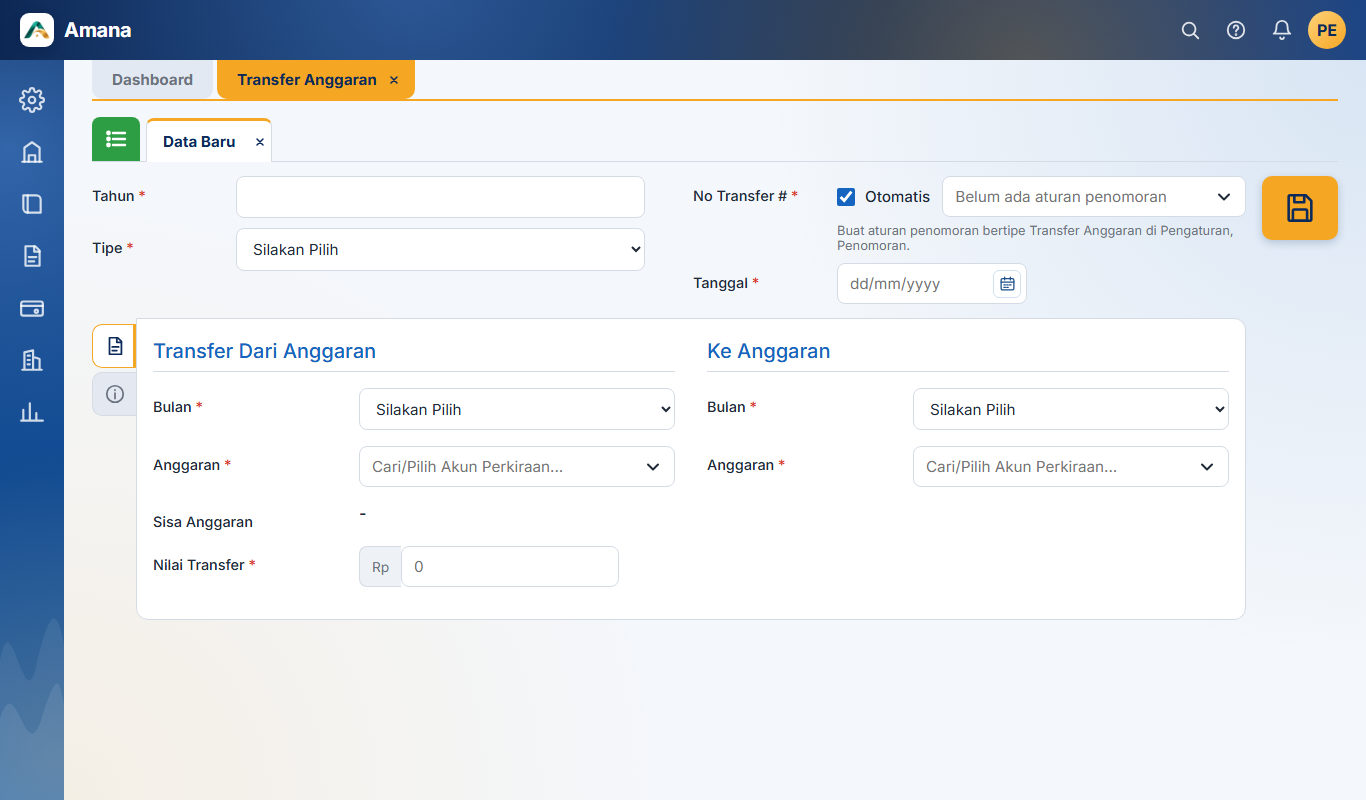 Amana
PE
Dashboard
Transfer Anggaran ×
Data Baru ×
Tahun *
No Transfer # *
Otomatis
Belum ada aturan penomoran
Buat aturan penomoran bertipe Transfer Anggaran di Pengaturan,
Penomoran.
Tipe *
Silakan Pilih
Tanggal *
dd/mm/yyyy
Transfer Dari Anggaran
Ke Anggaran
Bulan *
Silakan Pilih
Bulan *
Silakan Pilih
Anggaran *
Cari/Pilih Akun Perkiraan...
Anggaran *
Cari/Pilih Akun Perkiraan...
Sisa Anggaran
-
Nilai Transfer *
Rp
0